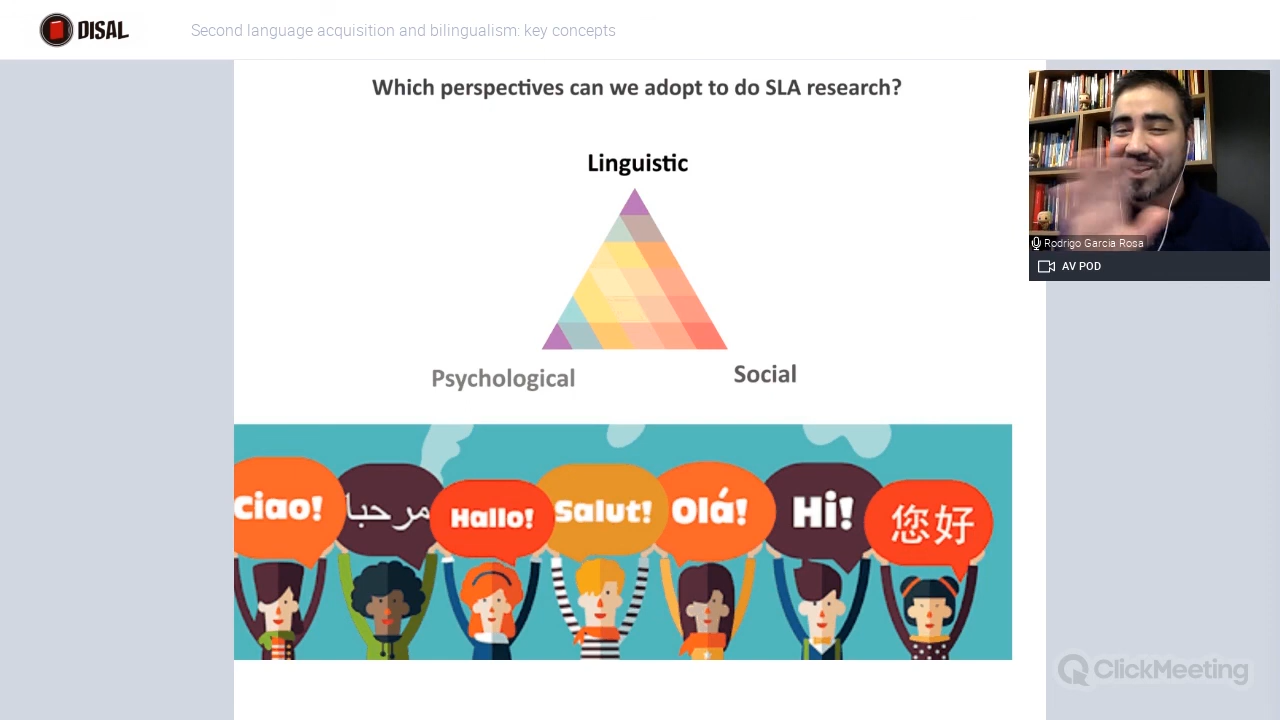 DISAL
Second language acquisition and bilingualism: key concepts
Which perspectives can we adopt to do SLA research?
Linguistic
Psychological
Social
Rodrigo Garcia Rosa
AV POD
Ciao!
مرحبا
Hallo!
Salut!
Olá!
Hi!
您好
ClickMeeting